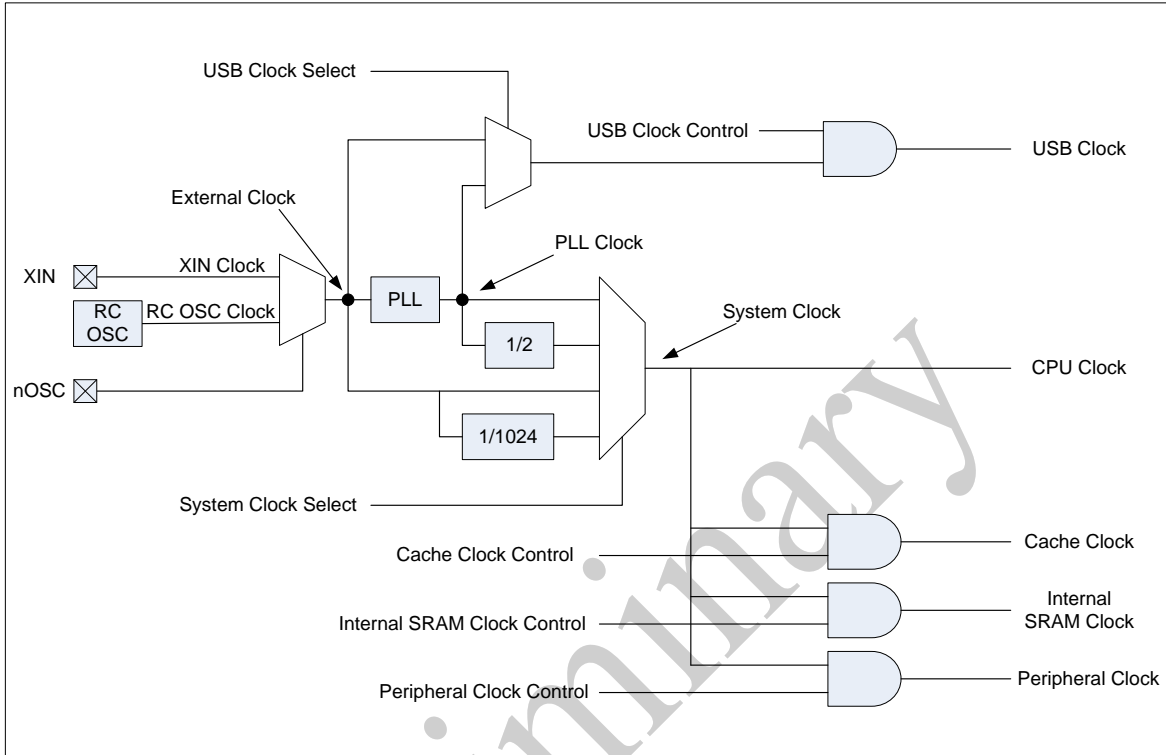 USB Clock Select
USB Clock Control
USB Clock
External Clock
PLL Clock
XIN
XIN Clock
PLL
RC
OSC
RC OSC Clock
1/2
System Clock
CPU Clock
nOSC
1/1024
System Clock Select
Cache Clock Control
Cache Clock
Internal SRAM Clock Control
Internal
SRAM Clock
Peripheral Clock Control
Peripheral Clock